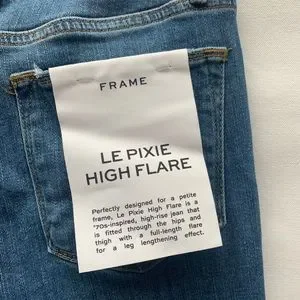 FRAME
LE PIXIE
HIGH FLARE
Perfectly designed for a petite
frame, Le Pixie High Flare is a
'70s-inspired, high-rise jean that
is fitted through the hips and
thigh with a full-length flare
for a leg lengthening effect.